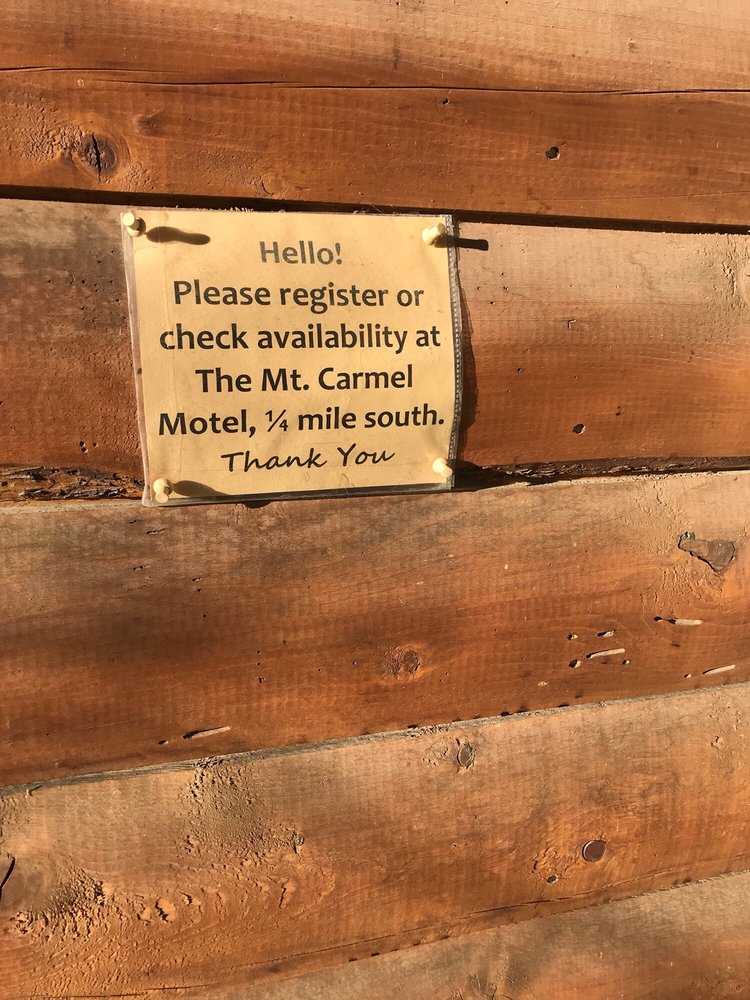 Hello!
Please register or
check availability at
The Mt. Carmel
Motel, ¼ mile south.
Thank You